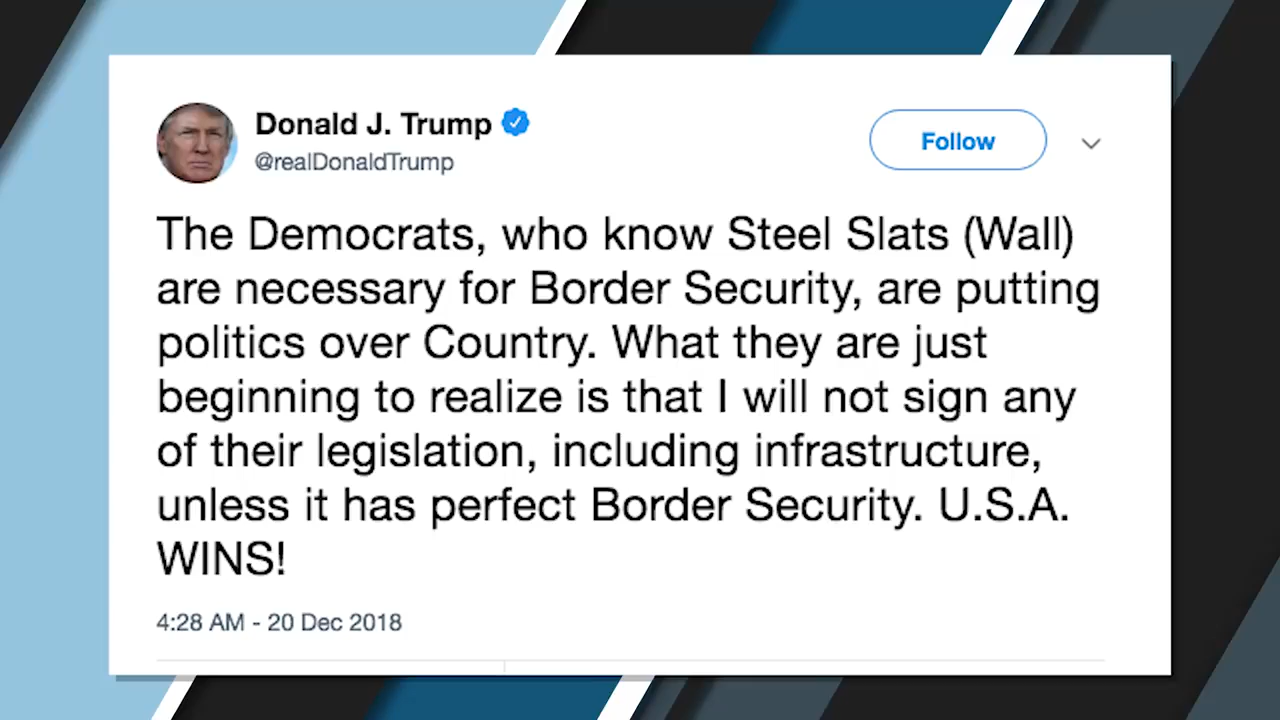 Donald J. Trump
@realDonaldTrump
Follow
The Democrats, who know Steel Slats (Wall)
are necessary for Border Security, are putting
politics over Country. What they are just
beginning to realize is that I will not sign any
of their legislation, including infrastructure,
unless it has perfect Border Security. U.S.A.
WINS!
4:28 AM - 20 Dec 2018